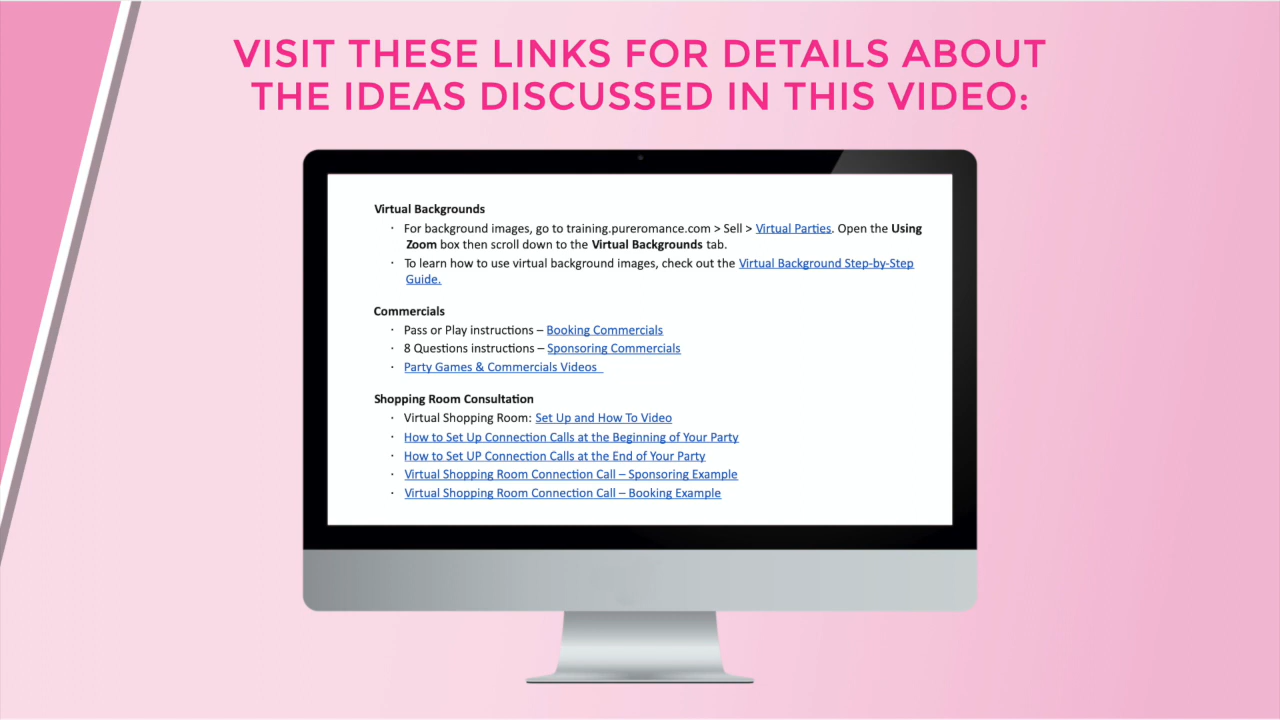 VISIT THESE LINKS FOR DETAILS ABOUT
THE IDEAS DISCUSSED IN THIS VIDEO:
Virtual Backgrounds
· For background images, go to training.pureromance.com > Sell > Virtual Parties. Open the Using
Zoom box then scroll down to the Virtual Backgrounds tab.
· To learn how to use virtual background images, check out the Virtual Background Step-by-Step
Guide.
Commercials
· Pass or Play instructions – Booking Commercials
· 8 Questions instructions – Sponsoring Commercials
· Party Games & Commercials Videos
Shopping Room Consultation
· Virtual Shopping Room: Set Up and How To Video
· How to Set Up Connection Calls at the Beginning of Your Party
· How to Set UP Connection Calls at the End of Your Party
· Virtual Shopping Room Connection Call – Sponsoring Example
· Virtual Shopping Room Connection Call – Booking Example